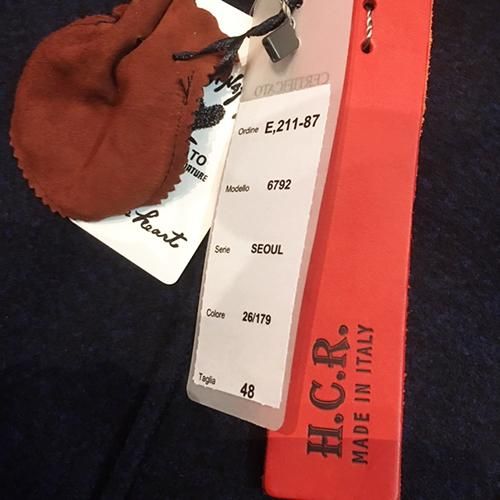 CERTIFICATO
Ordine E,211-87
Modello 6792
Serie SEOUL
Colore 26/179
Taglia 48
H.C.R.
MADE IN ITALY
TO
heart